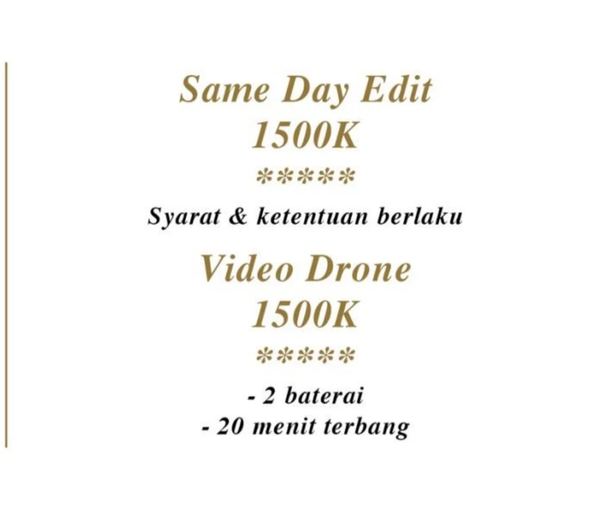 Same Day Edit
1500K
*****
Syarat & ketentuan berlaku
Video Drone
1500K
*****
- 2 baterai
- 20 menit terbang